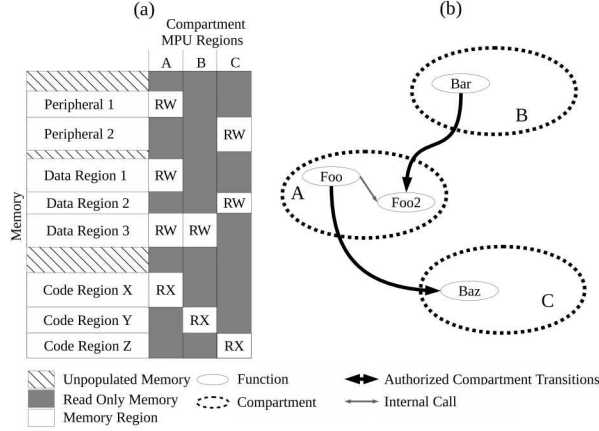 (a)
Compartment
MPU Regions
A B C
Peripheral 1 RW
Peripheral 2 RW
Data Region 1 RW
Data Region 2 RW
Data Region 3 RW RW
Code Region X RX
Code Region Y RX
Code Region Z RX
Memory
(b)
Bar
B
Foo
A
Foo2
Baz
C
Unpopulated Memory
Read Only Memory
Memory Region
Function
Compartment
Authorized Compartment Transitions
Internal Call